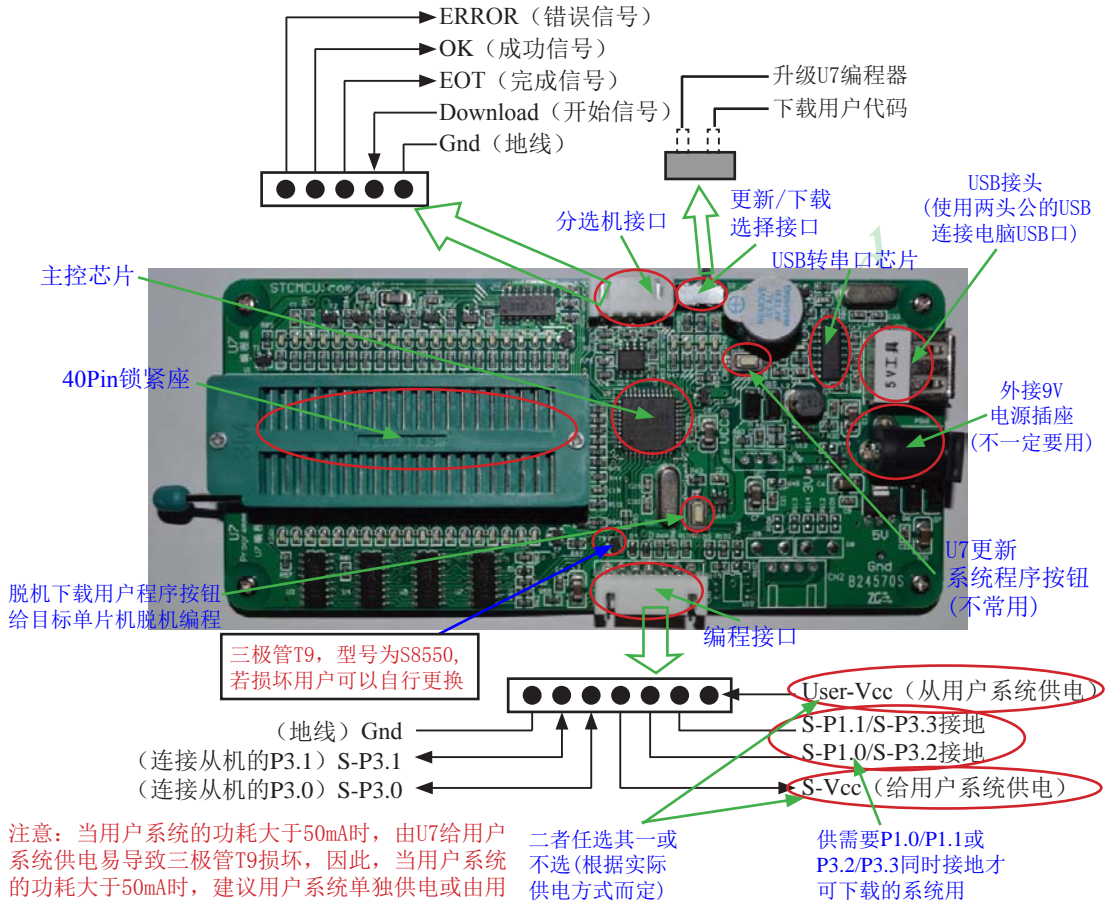 ERROR（错误信号）
OK（成功信号）
EOT（完成信号）
Download（开始信号）
Gnd（地线）
升级U7编程器
下载用户代码
分选机接口
更新/下载
选择接口
USB转串口芯片
USB接头
(使用两头公的USB
连接电脑USB口)
主控芯片
40Pin锁紧座
外接9V
电源插座
(不一定要用)
STCMCU.com
U7
5V工具
VCC
3V
5V
Gnd
CN2
B24570S
U7
脱机下载用户程序按钮
给目标单片机脱机编程
U7更新
系统程序按钮
(不常用)
编程接口
三极管T9，型号为S8550,
若损坏用户可以自行更换
（地线）Gnd
（连接从机的P3.1）S-P3.1
（连接从机的P3.0）S-P3.0
User-Vcc（从用户系统供电）
S-P1.1/S-P3.3接地
S-P1.0/S-P3.2接地
S-Vcc（给用户系统供电）
注意：当用户系统的功耗大于50mA时，由U7给用户
系统供电易导致三极管T9损坏，因此，当用户系统
的功耗大于50mA时，建议用户系统单独供电或由用
二者任选其一或
不选(根据实际
供电方式而定)
供需要P1.0/P1.1或
P3.2/P3.3同时接地才
可下载的系统用